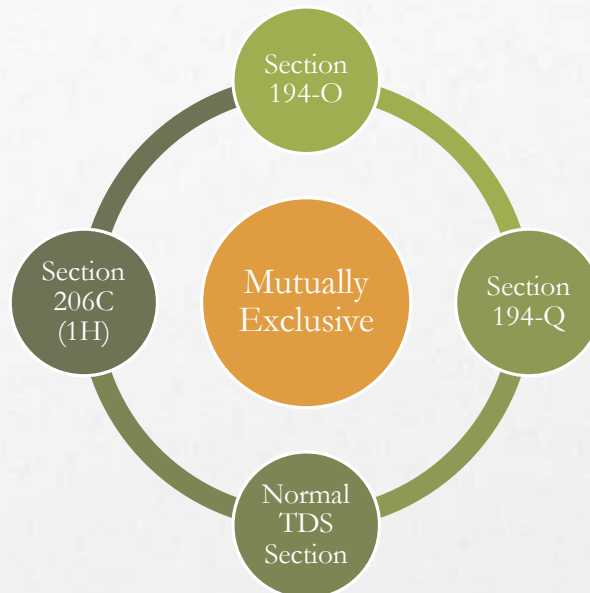 Section
194-O
Section
206C
(1H)
Mutually
Exclusive
Section
194-Q
Normal
TDS
Section